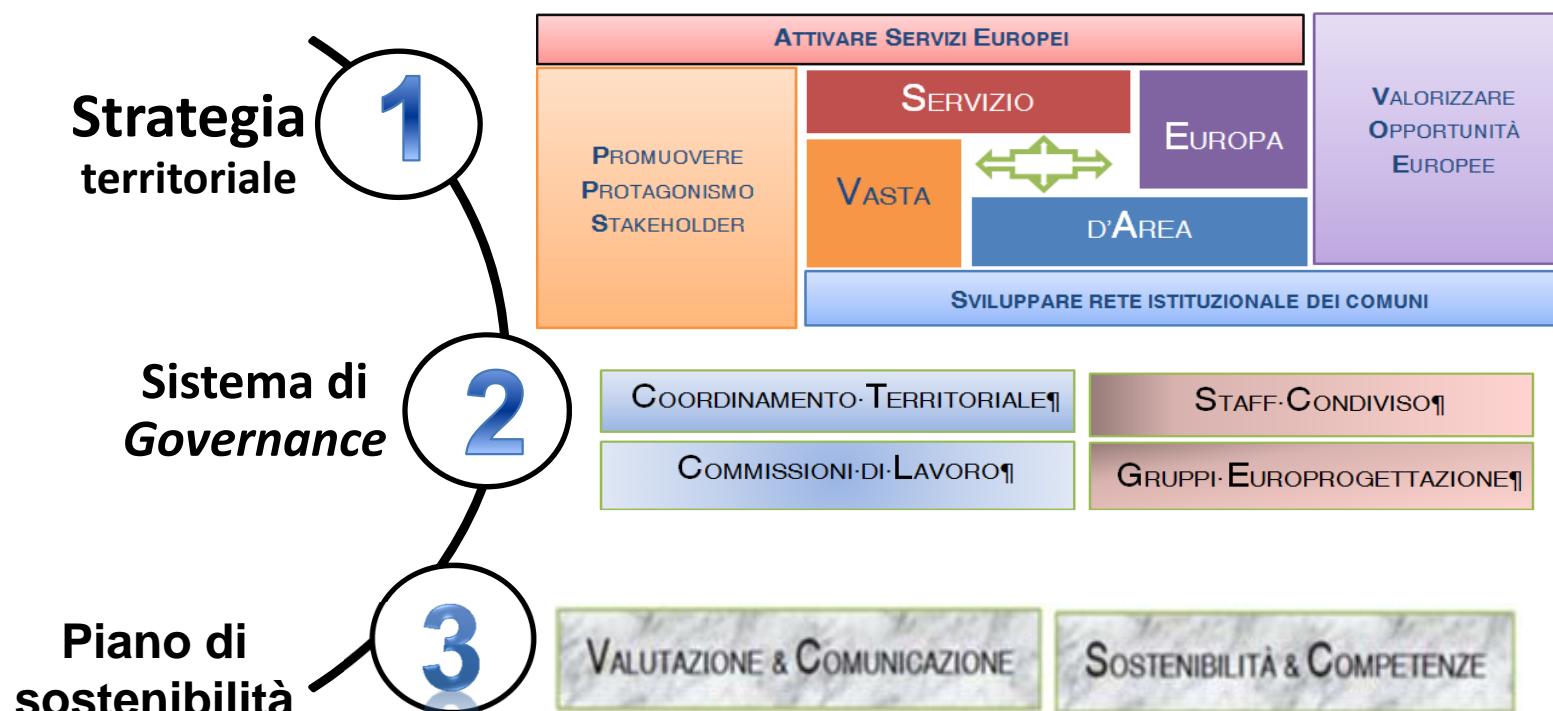 Strategia
territoriale
1
ATTIVARE SERVIZI EUROPEI
PROMUOVERE
PROTAGONISMO
STAKEHOLDER
SERVIZIO
EUROPA
VASTA
D'AREA
VALORIZZARE
OPPORTUNITÀ
EUROPEE
SVILUPPARE RETE ISTITUZIONALE DEI COMUNI
Sistema di
Governance
2
COORDINAMENTO·TERRITORIALE¶
STAFF·CONDIVISO¶
COMMISSIONI·DI·LAVORO¶
GRUPPI·EUROPROGETTAZIONE¶
Piano di
sostenibilità
3
VALUTAZIONE & COMUNICAZIONE
SOSTENIBILITÀ & COMPETENZE